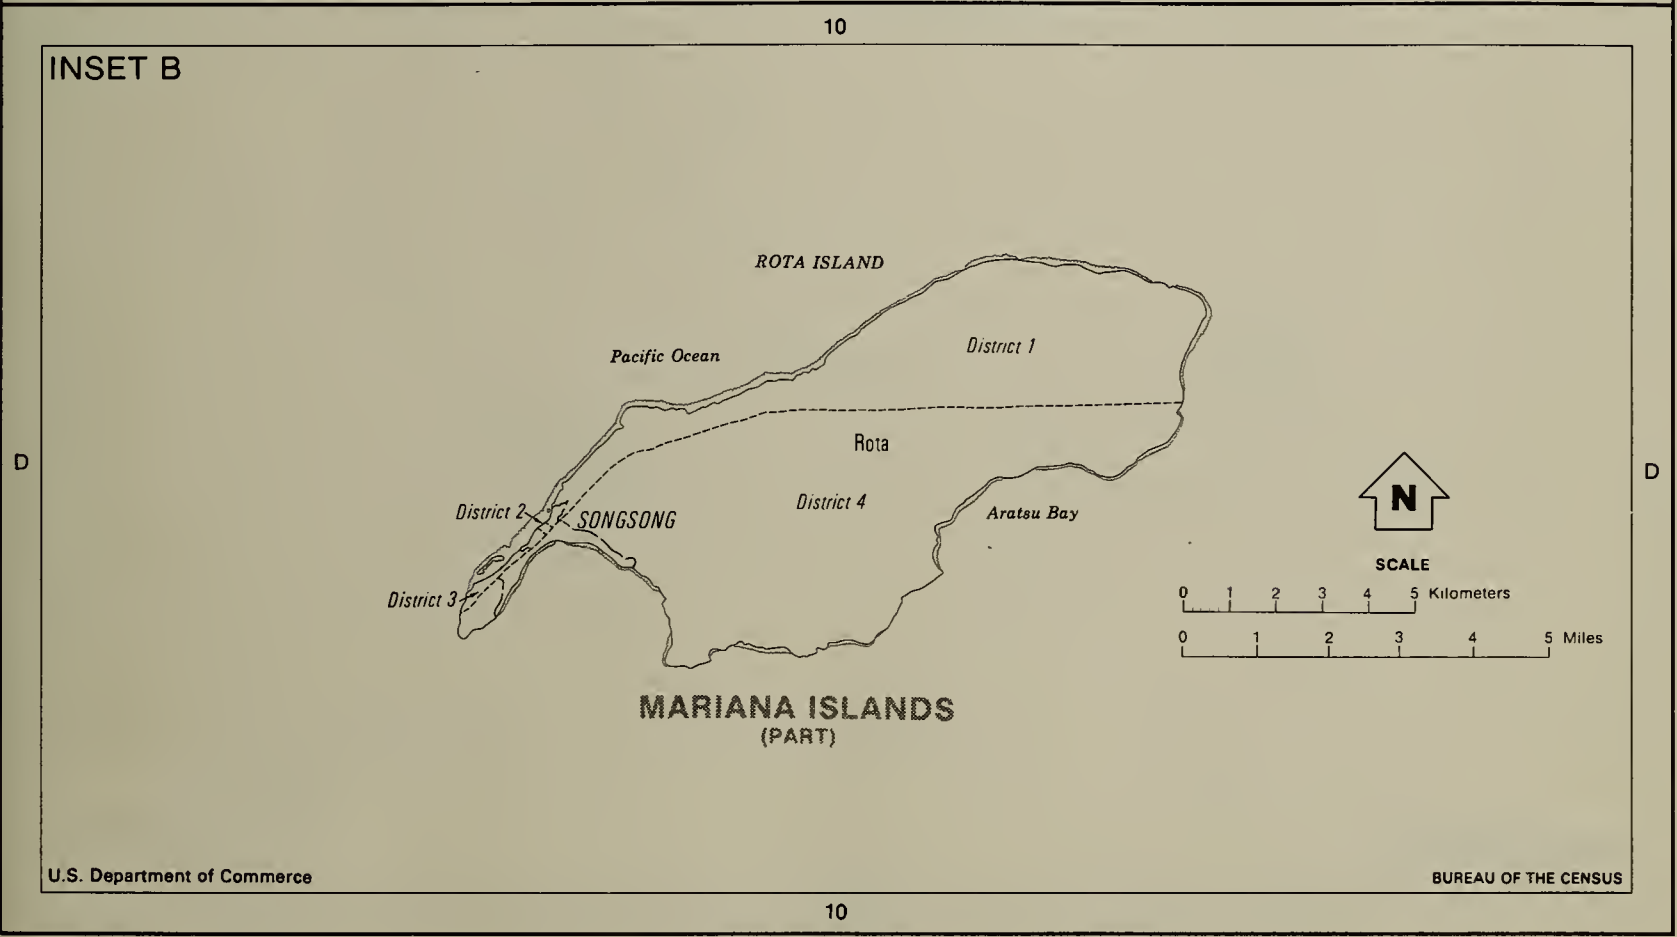 10
INSET B
ROTA ISLAND
District 1
Pacific Ocean
Rota
D
D
District 4
District 2
SONGSONG
Aratsu Bay
N
SCALE
District 3
0 1 2 3 4 5 Kilometers
0 1 2 3 4 5 Miles
MARIANA ISLANDS
(PART)
U.S. Department of Commerce
BUREAU OF THE CENSUS
10